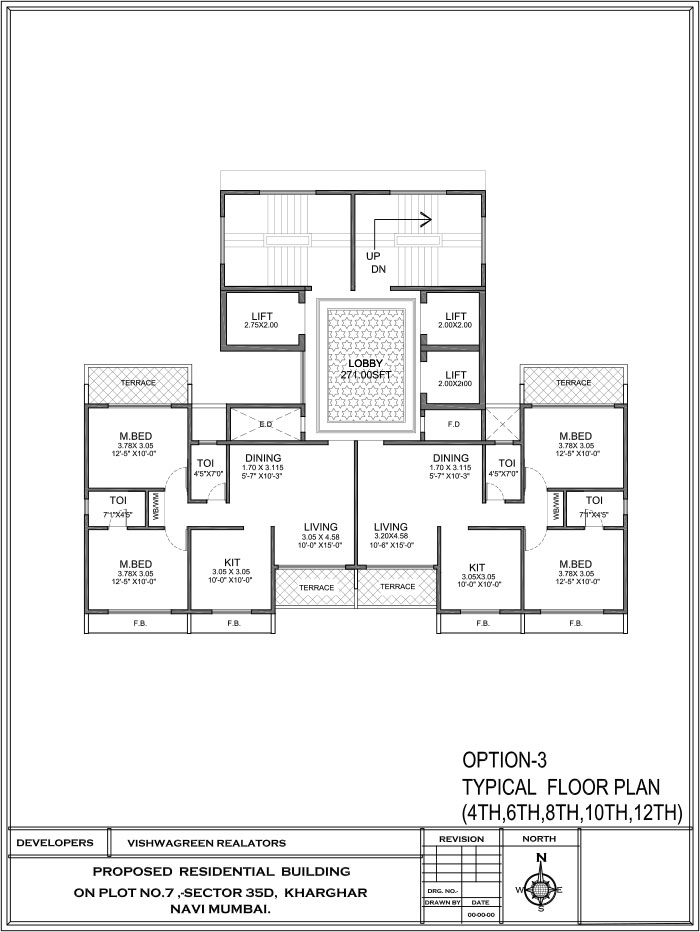 UP
DN
LIFT
2.75X2.00
LIFT
2.00X2.00
LOBBY
271.00SFT
LIFT
2.00X2.00
TERRACE
TERRACE
E.D
F.D
M.BED
3.78X 3.05
12'-5" X10'-0"
TOI
4'5"X7'0"
DINING
1.70 X 3.115
5'-7" X10'-3"
DINING
1.70 X 3.115
5'-7" X10'-3"
TOI
4'5"X7'0"
M.BED
3.78X 3.05
12'-5" X10'-0"
TOI
7'1"X4'5"
WB/WM
LIVING
3.05 X 4.58
10'-0" X15'-0"
LIVING
3.20X4.58
10'-6" X15'-0"
WB/WM
TOI
7'1"X4'5"
M.BED
3.78X 3.05
12'-5" X10'-0"
KIT
3.05 X 3.05
10'-0" X10'-0"
TERRACE
TERRACE
KIT
3.05X3.05
10'-0" X10'-0"
M.BED
3.78X 3.05
12'-5" X10'-0"
F.B.
F.B.
F.B.
F.B.
OPTION-3
TYPICAL FLOOR PLAN
(4TH,6TH,8TH,10TH,12TH)
DEVELOPERS
VISHWAGREEN REALATORS
PROPOSED RESIDENTIAL BUILDING
ON PLOT NO.7 ,-SECTOR 35D, KHARGHAR
NAVI MUMBAI.
REVISION
DRG. NO.-
DRAWN BY
DATE
00-00-00
NORTH
N
W
E
S